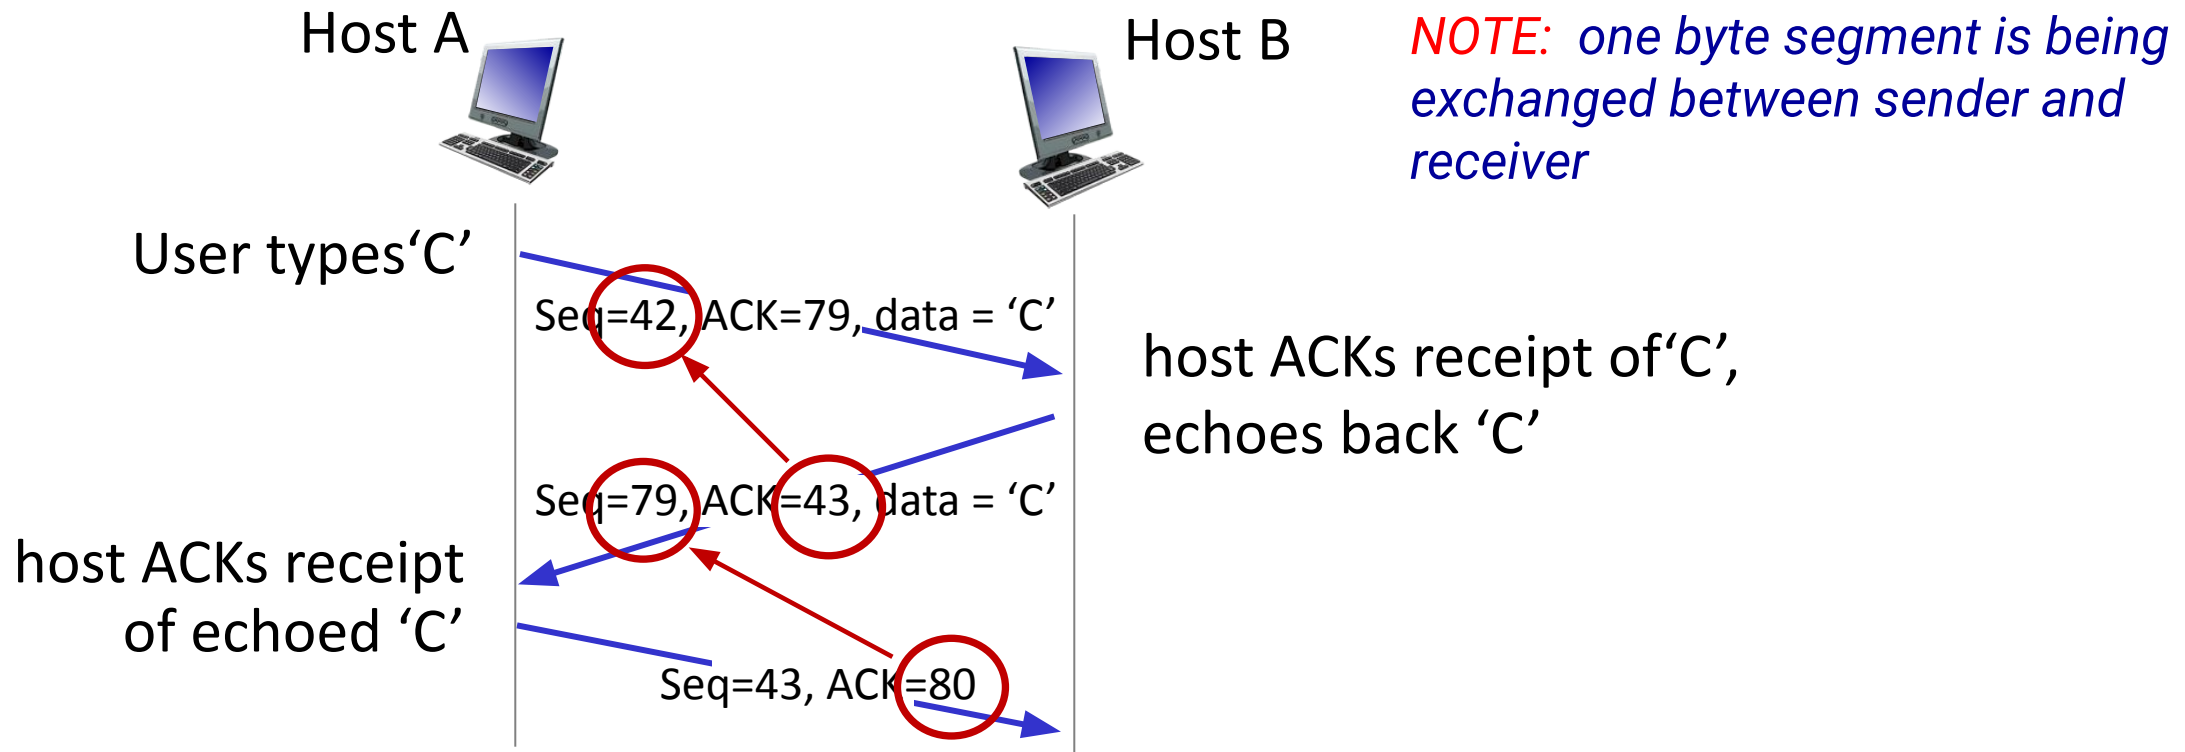 Host A
Host B
NOTE: one byte segment is being
exchanged between sender and
receiver
User types‘C’
Seq=42, ACK=79, data = ‘C’
host ACKs receipt of‘C’,
echoes back ‘C’
Seq=79, ACK=43, data = ‘C’
host ACKs receipt
of echoed ‘C’
Seq=43, ACK=80